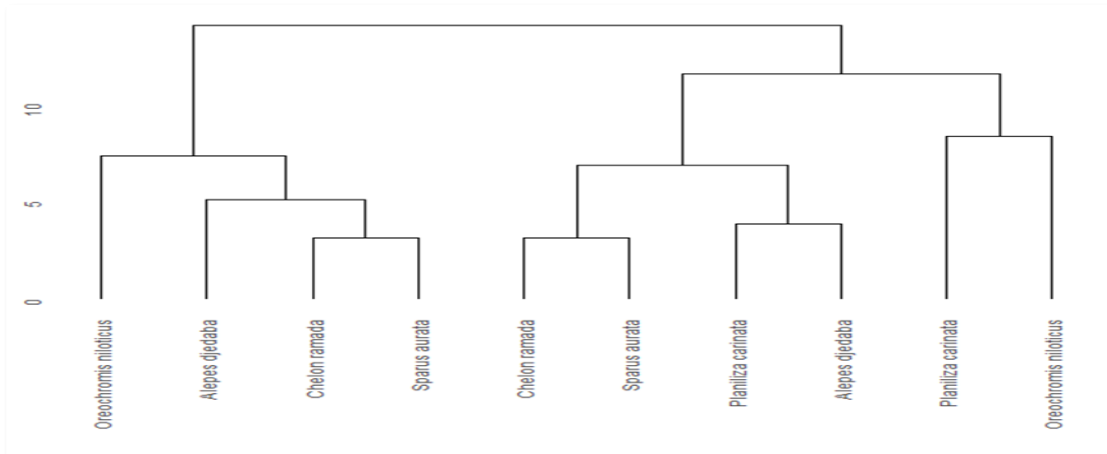 10
5
0
Oreochromis niloticus
Alepes djedaba
Chelon ramada
Sparus aurata
Chelon ramada
Sparus aurata
Planiliza carinata
Alepes djedaba
Planiliza carinata
Oreochromis niloticus